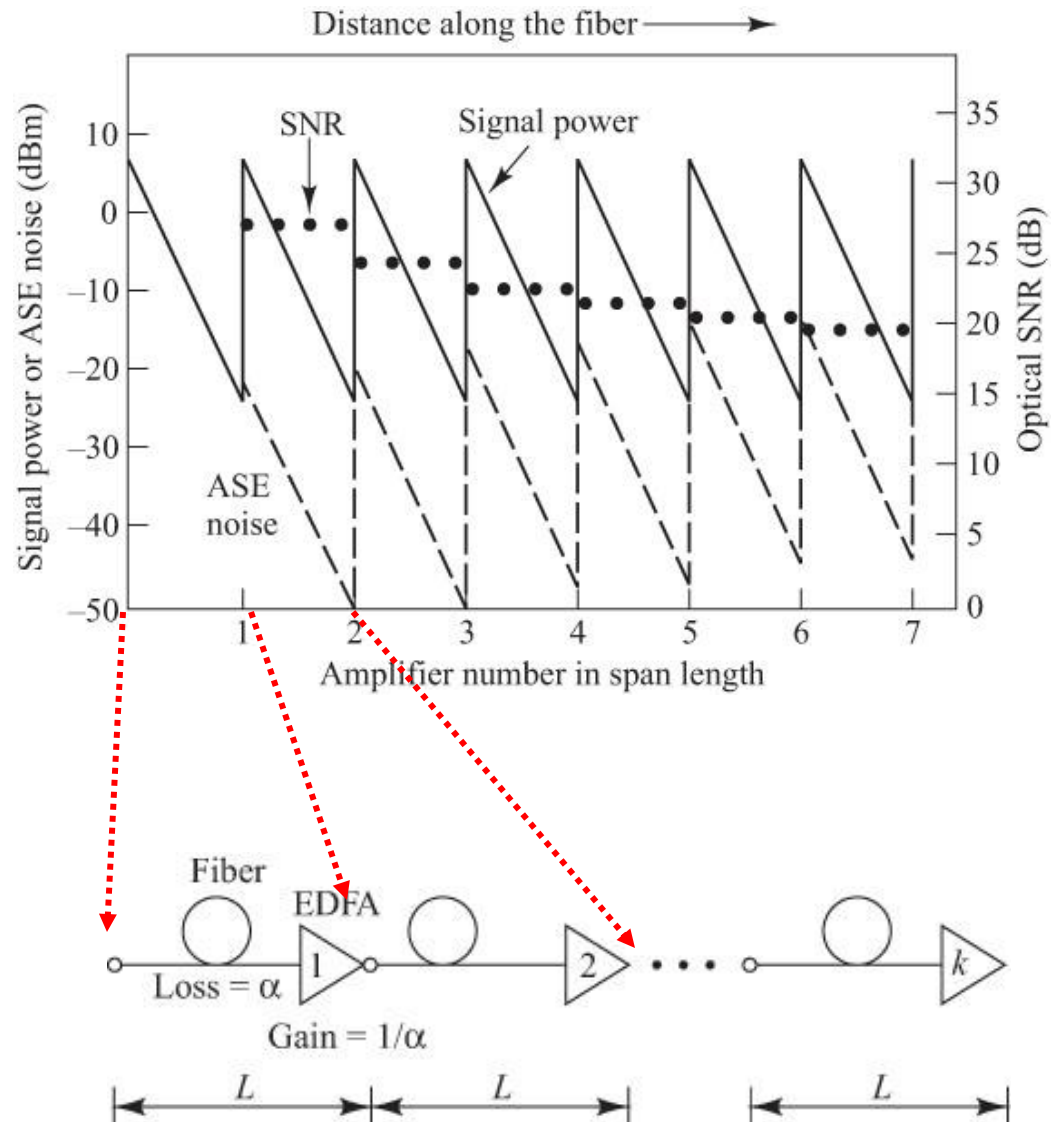 Distance along the fiber
Signal power or ASE noise (dBm)
10
0
–10
–20
–30
–40
–50
SNR
Signal power
ASE
noise
35
30
25
20
15
10
5
0
Optical SNR (dB)
1 2 3 4 5 6 7
Amplifier number in span length
Fiber
EDFA
1
2
k
Loss = α
Gain = 1/α
L L L